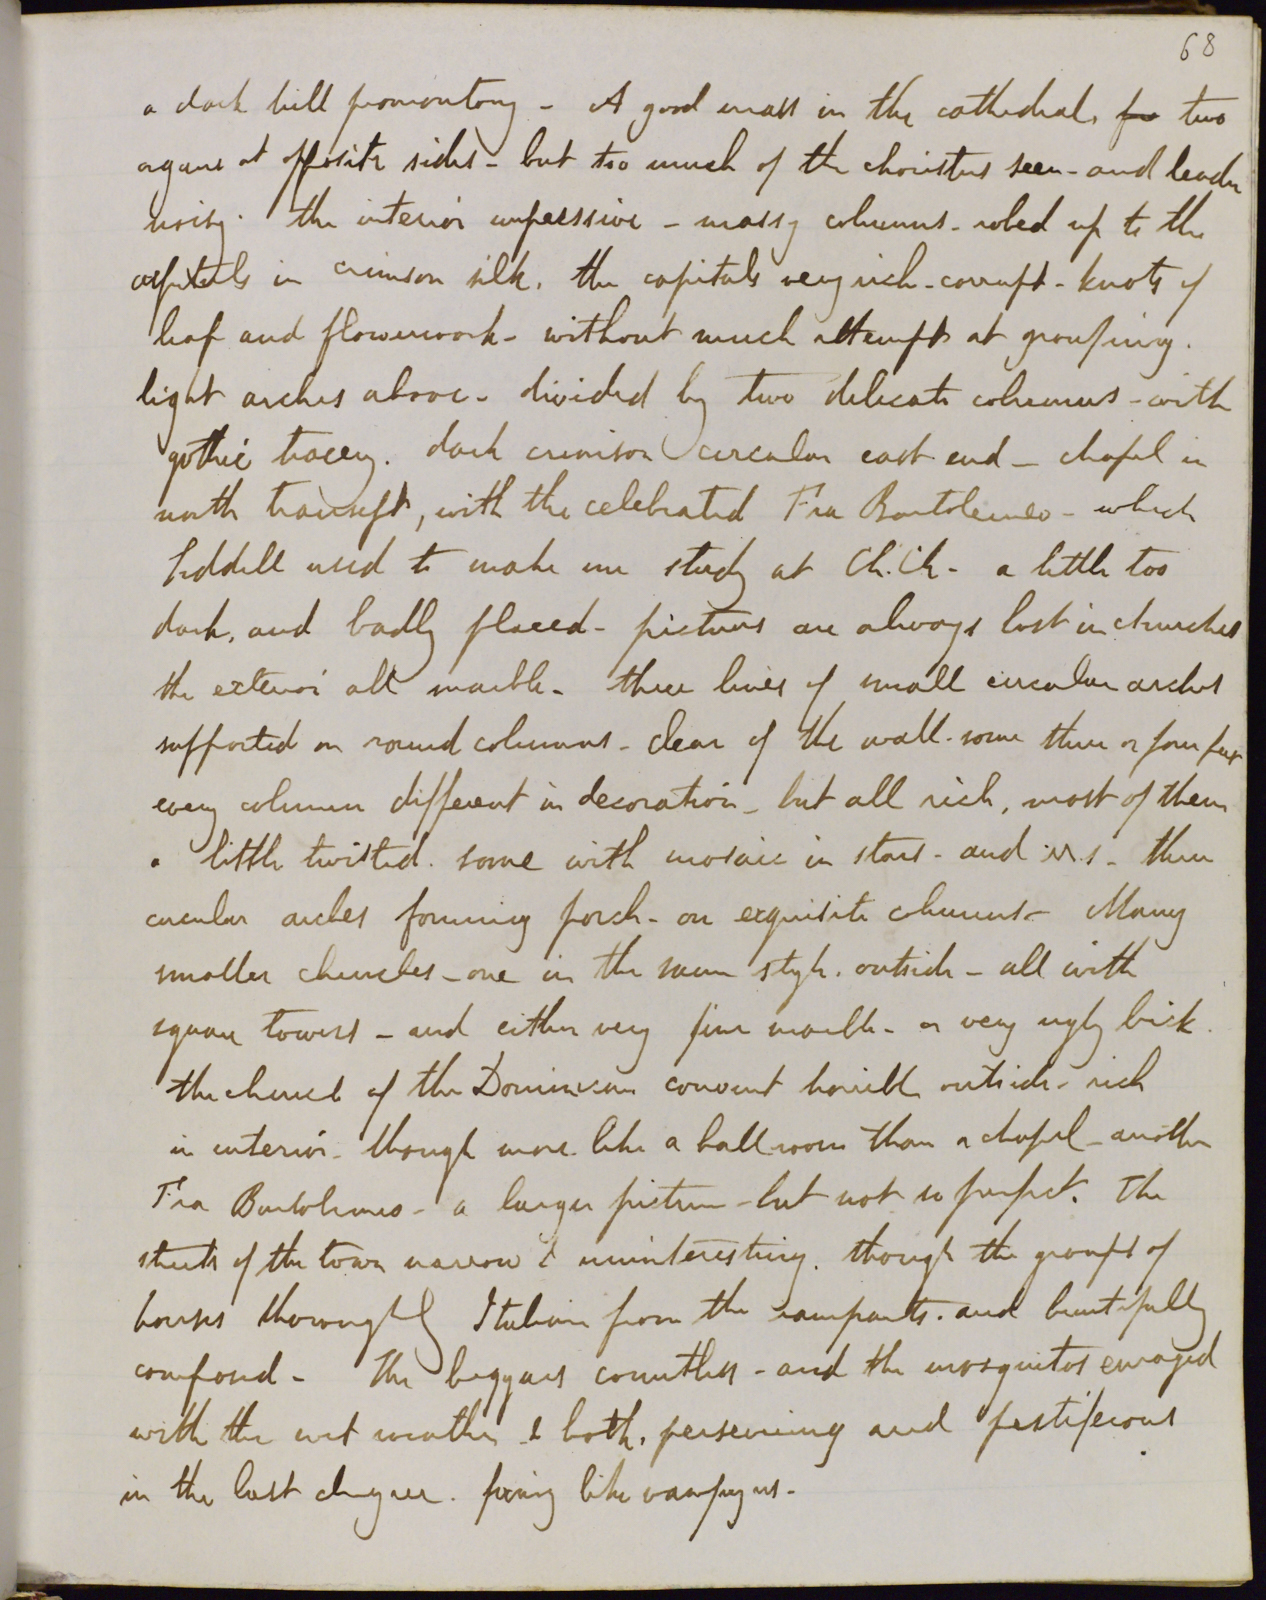 68
a dark hill promontory - A good mass in the cathedral, two
organs at opposite sides - but too much of the choristers seen - and leader
noisy. the interior impressive - massy columns - robed up to the
capitals in crimson silk. the capitals very rich - corrupt - knots of
leaf and flowerwork - without much attempt at grouping.
light arches above - divided by two delicate columns - with
gothic tracery. dark crimson circular east end - chapel in
north transept, with the celebrated Fra Bartolomeo - which
Liddell used to make me study at Ch. Ch. - a little too
dark, and badly placed - pictures are always lost in churches
the exterior all marble - three lines of small circular arches
supported on round columns - clear of the wall - some three or four feet
every column different in decoration - but all rich, most of them
a little twisted. some with mosaic in stars - and - three
circular arches forming porch - on exquisite columns - Many
smaller churches - one in the same style. outside - all with
square towers - and either very fine marble - or very ugly brick.
the church of the Dominican convent horrible outside - rich
in interior - though more like a ball room than a chapel - another
Fra Bartolomeo - a larger picture - but not so perfect. The
streets of the town narrow & uninteresting. though the groups of
houses thoroughly Italian from the ramparts. and beautifully
composed - The beggars countless - and the mosquitos enraged
with the wet weather & both, persevering and pestiferous
in the last degree. like vampyres -